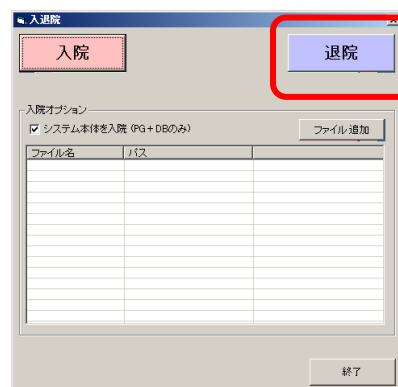 入退院
入院
退院
入院オプション
システム本体を入院 (PG+DBのみ)
ファイル追加
ファイル名
パス
終了